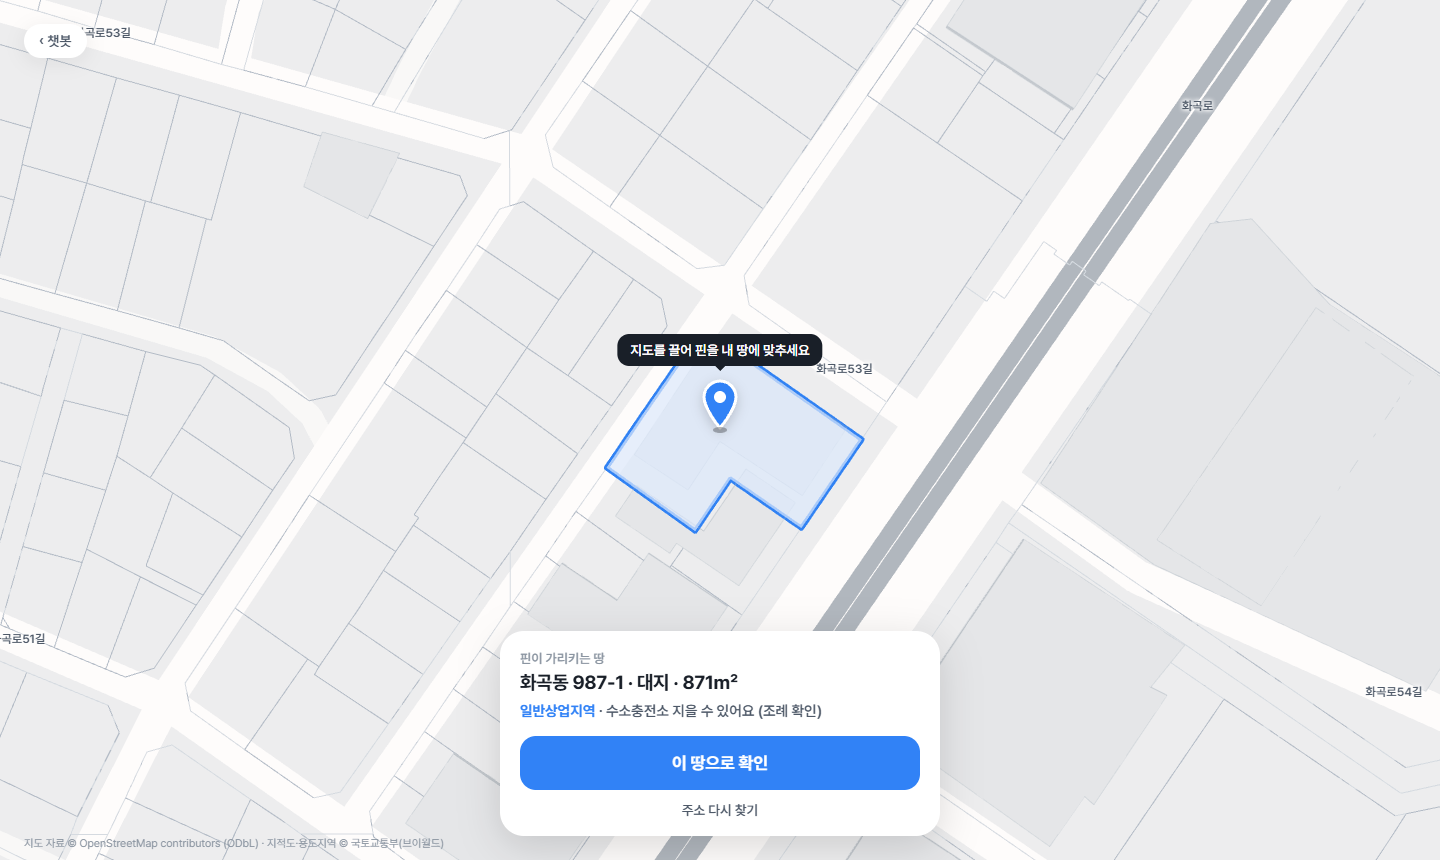 ‹ 챗봇
곡로53길
화곡로
지도를 끌어 핀을 내 땅에 맞추세요
화곡로53길
곡로51길
핀이 가리키는 땅
화곡동 987-1 · 대지 · 871m²
일반상업지역 · 수소충전소 지을 수 있어요 (조례 확인)
화곡로54길
이 땅으로 확인
주소 다시 찾기
지도 자료 © OpenStreetMap contributors (ODbL) · 지적도·용도지역 © 국토교통부(브이월드)